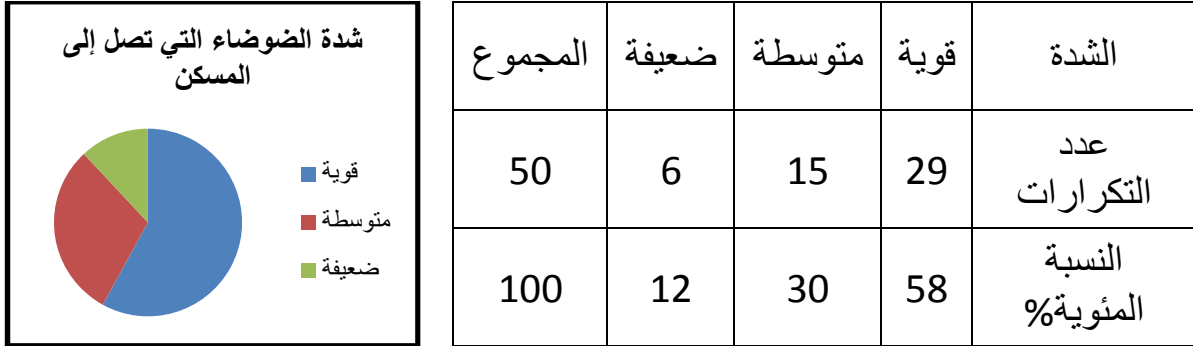 شدة الضوضاء التي تصل إلى
المسكن
قوية
متوسطة
ضعيفة
الشدة قوية متوسطة ضعيفة المجموع
عدد
التكرارات 29 15 6 50
النسبة
المئوية% 58 30 12 100